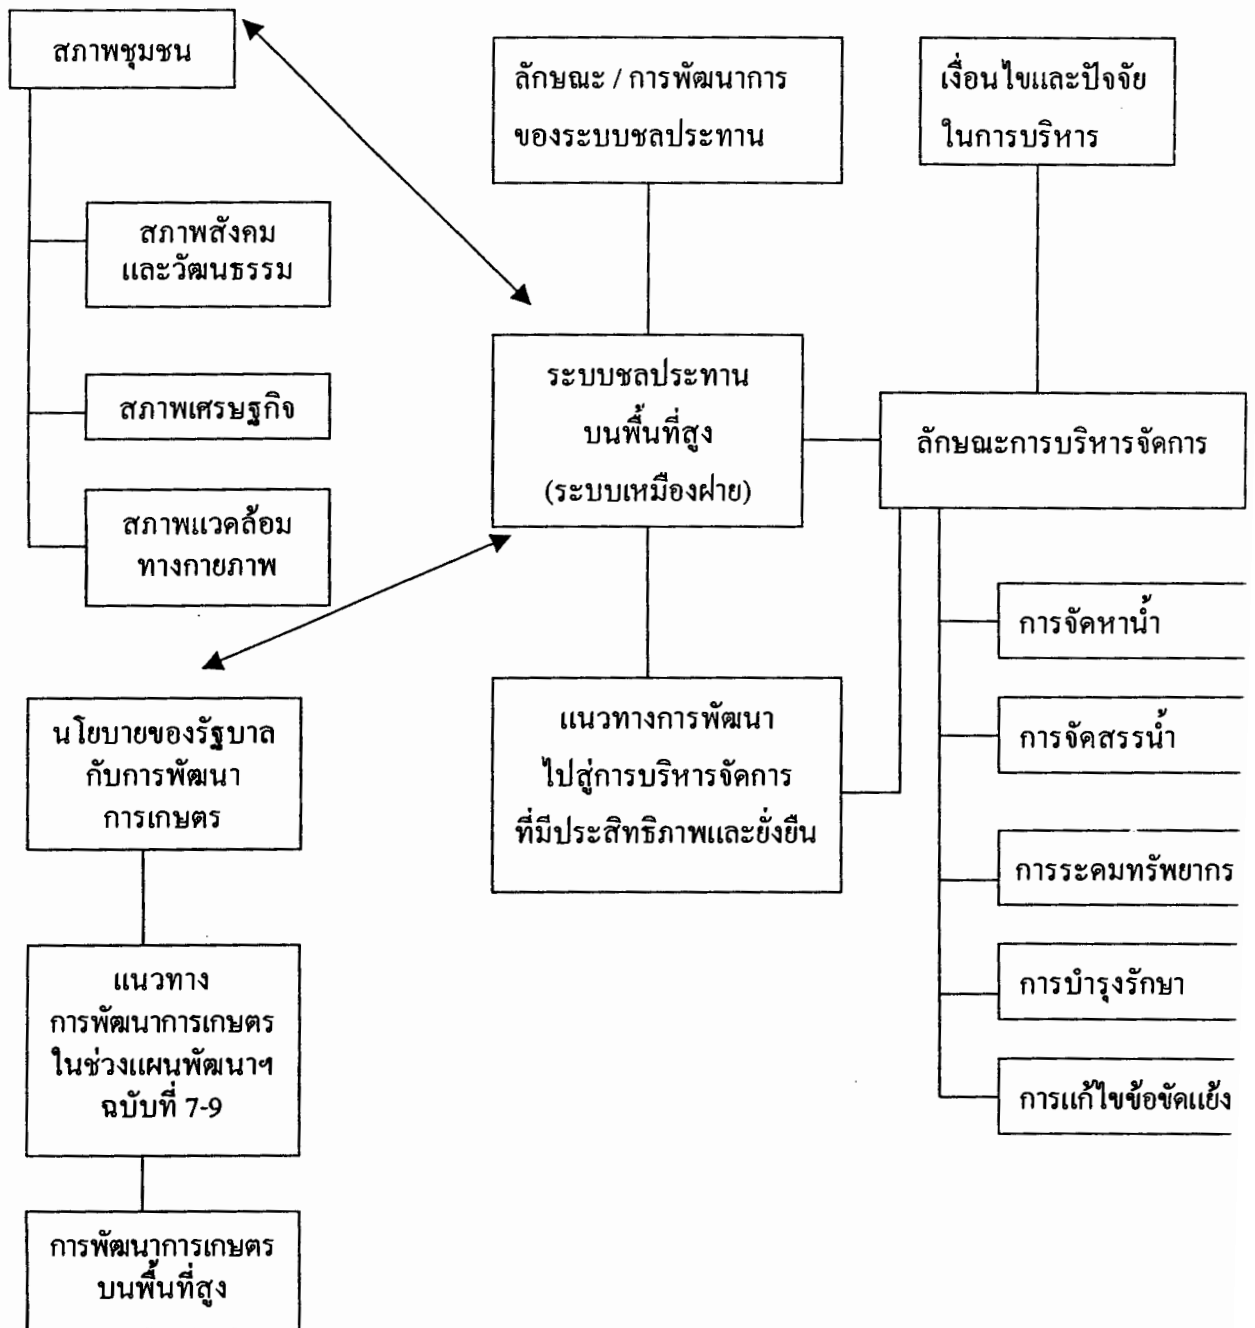 สภาพชุมชน
สภาพสังคม
และวัฒนธรรม
สภาพเศรษฐกิจ
สภาพแวดล้อม
ทางกายภาพ
นโยบายของรัฐบาล
กับการพัฒนา
การเกษตร
แนวทาง
การพัฒนาการเกษตร
ในช่วงแผนพัฒนาฯ
ฉบับที่ 7-9
การพัฒนาการเกษตร
บนพื้นที่สูง
ลักษณะ / การพัฒนาการ
ของระบบชลประทาน
ระบบชลประทาน
บนพื้นที่สูง
(ระบบเหมืองฝาย)
แนวทางการพัฒนา
ไปสู่การบริหารจัดการ
ที่มีประสิทธิภาพและยั่งยืน
เงื่อนไขและปัจจัย
ในการบริหาร
ลักษณะการบริหารจัดการ
การจัดหาน้ำ
การจัดสรรน้ำ
การระดมทรัพยากร
การบำรุงรักษา
การแก้ไขข้อขัดแย้ง